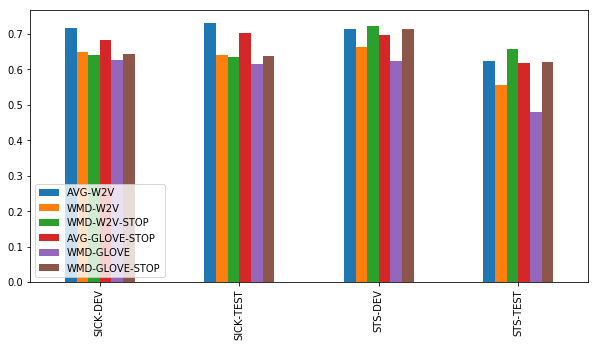 0.7
0.6
0.5
0.4
0.3
0.2
0.1
0.0
AVG-W2V
WMD-W2V
WMD-W2V-STOP
AVG-GLOVE-STOP
WMD-GLOVE
WMD-GLOVE-STOP
SICK-DEV
SICK-TEST
STS-DEV
STS-TEST